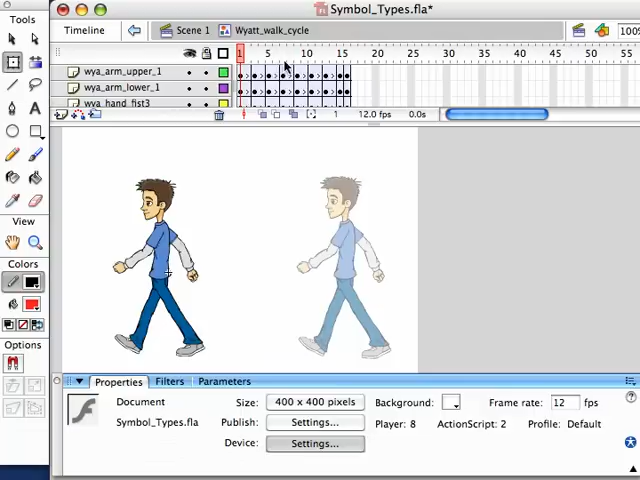 Symbol_Types.fla*
Tools
Timeline
Scene 1
Wyatt_walk_cycle
100%
1 5 10 15 20 25 30 35 40 45 50 55
wya_arm_upper_1
wya_arm_lower_1
wya_hand_fist3
1 12.0 fps 0.0s
View
Colors
Options
Properties Filters Parameters
Document
Size:
400 x 400 pixels
Background:
Frame rate:
12
fps
Symbol_Types.fla
Publish:
Settings...
Player: 8
ActionScript: 2
Profile: Default
Device:
Settings...